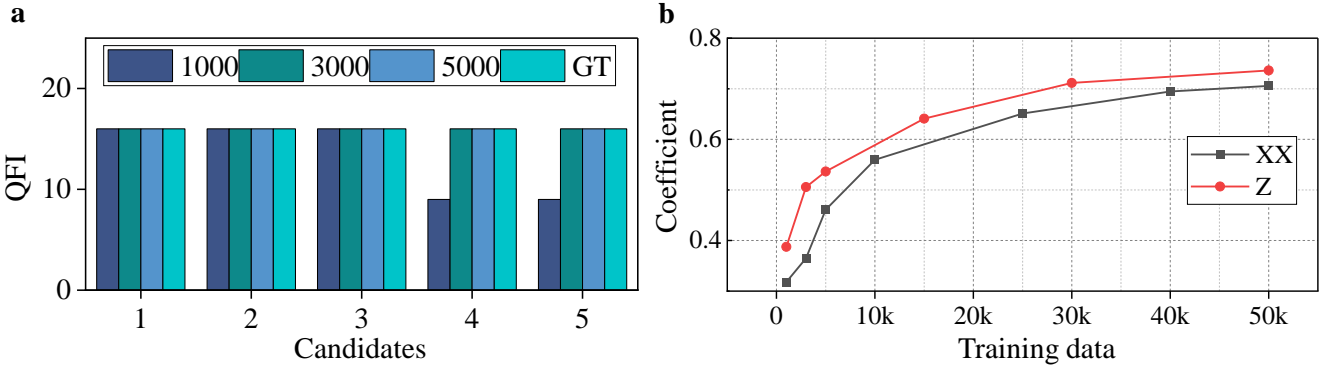 a
QFI
20
10
0
1000 3000 5000 GT
1 2 3 4 5
Candidates
b
Coefficient
0.8
0.6
0.4
XX
Z
0 10k 20k 30k 40k 50k
Training data